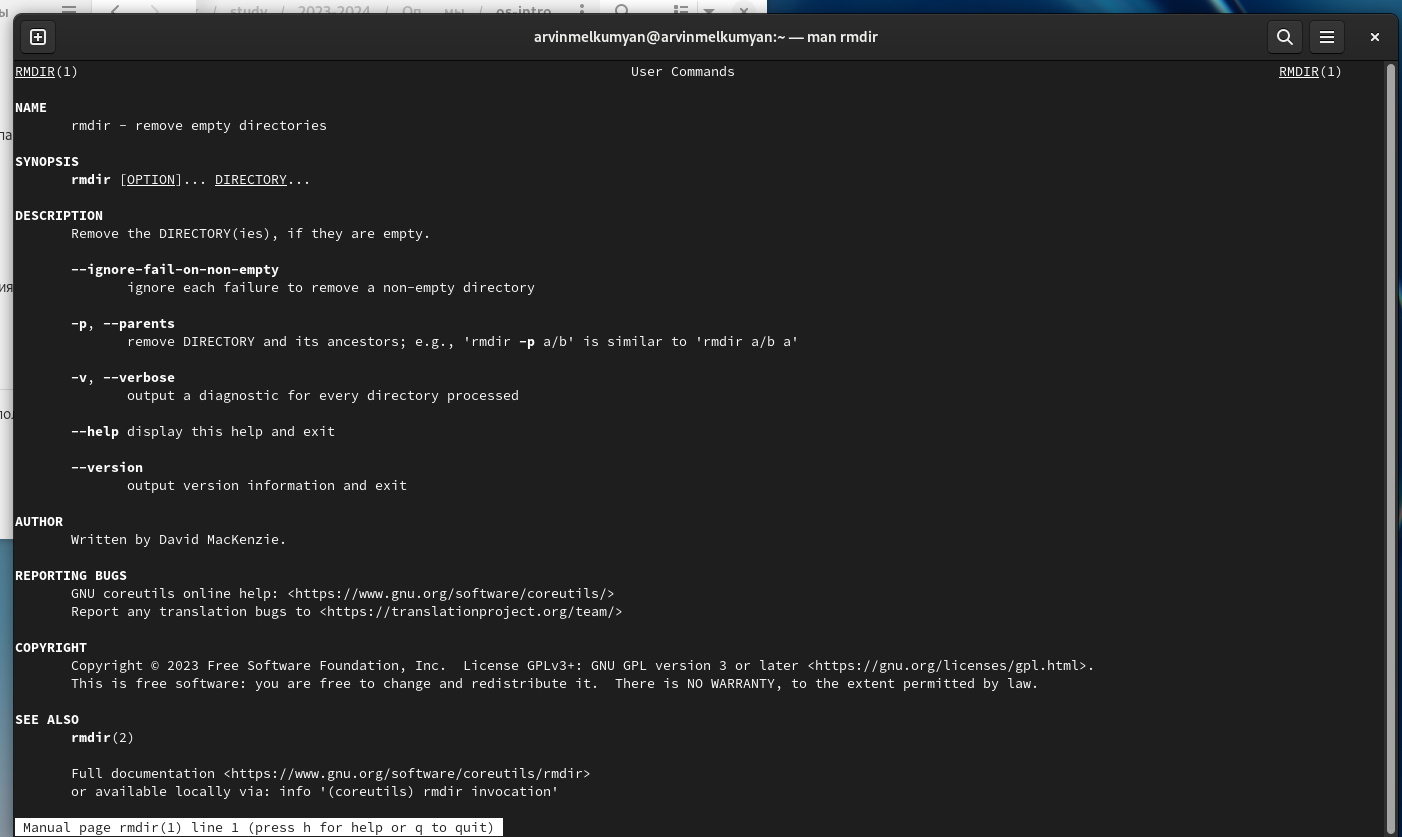 study / 2023-2024 / Оп… …мы / os-intro
arvinmelkumyan@arvinmelkumyan:~ — man rmdir
RMDIR(1) User Commands RMDIR(1)
NAME
rmdir - remove empty directories
SYNOPSIS
rmdir [OPTION]... DIRECTORY...
DESCRIPTION
Remove the DIRECTORY(ies), if they are empty.
--ignore-fail-on-non-empty
ignore each failure to remove a non-empty directory
-p, --parents
remove DIRECTORY and its ancestors; e.g., 'rmdir -p a/b' is similar to 'rmdir a/b a'
-v, --verbose
output a diagnostic for every directory processed
--help display this help and exit
--version
output version information and exit
AUTHOR
Written by David MacKenzie.
REPORTING BUGS
GNU coreutils online help: <https://www.gnu.org/software/coreutils/>
Report any translation bugs to <https://translationproject.org/team/>
COPYRIGHT
Copyright © 2023 Free Software Foundation, Inc.  License GPLv3+: GNU GPL version 3 or later <https://gnu.org/licenses/gpl.html>.
This is free software: you are free to change and redistribute it.  There is NO WARRANTY, to the extent permitted by law.
SEE ALSO
rmdir(2)
Full documentation <https://www.gnu.org/software/coreutils/rmdir>
or available locally via: info '(coreutils) rmdir invocation'
Manual page rmdir(1) line 1 (press h for help or q to quit)